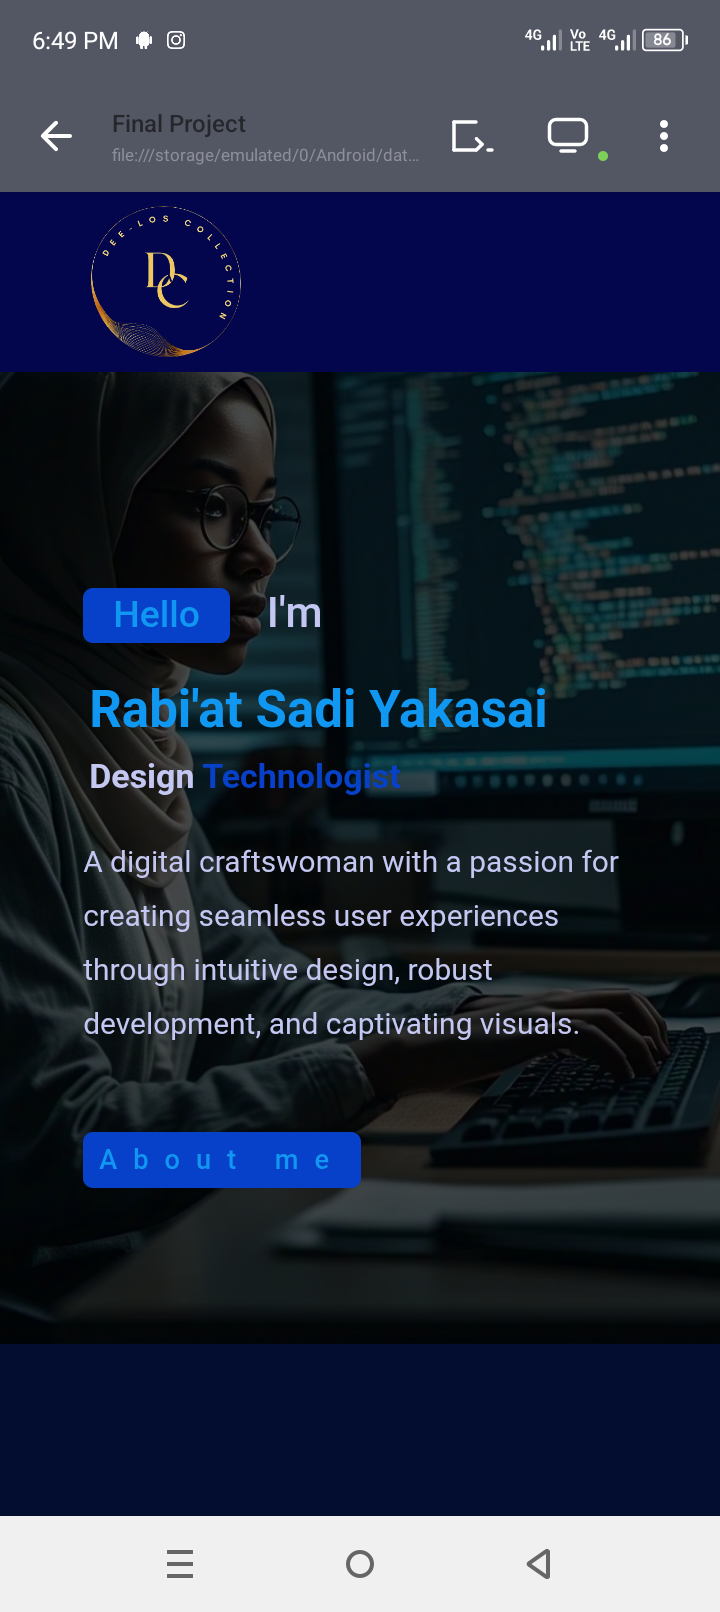 6:49 PM
4G Vo LTE 4G 86
Final Project
file:///storage/emulated/0/Android/dat...
DEE-LOS COLLECTION
DC
Hello I'm
Rabi'at Sadi Yakasai
Design Technologist
A digital craftswoman with a passion for
creating seamless user experiences
through intuitive design, robust
development, and captivating visuals.
About me